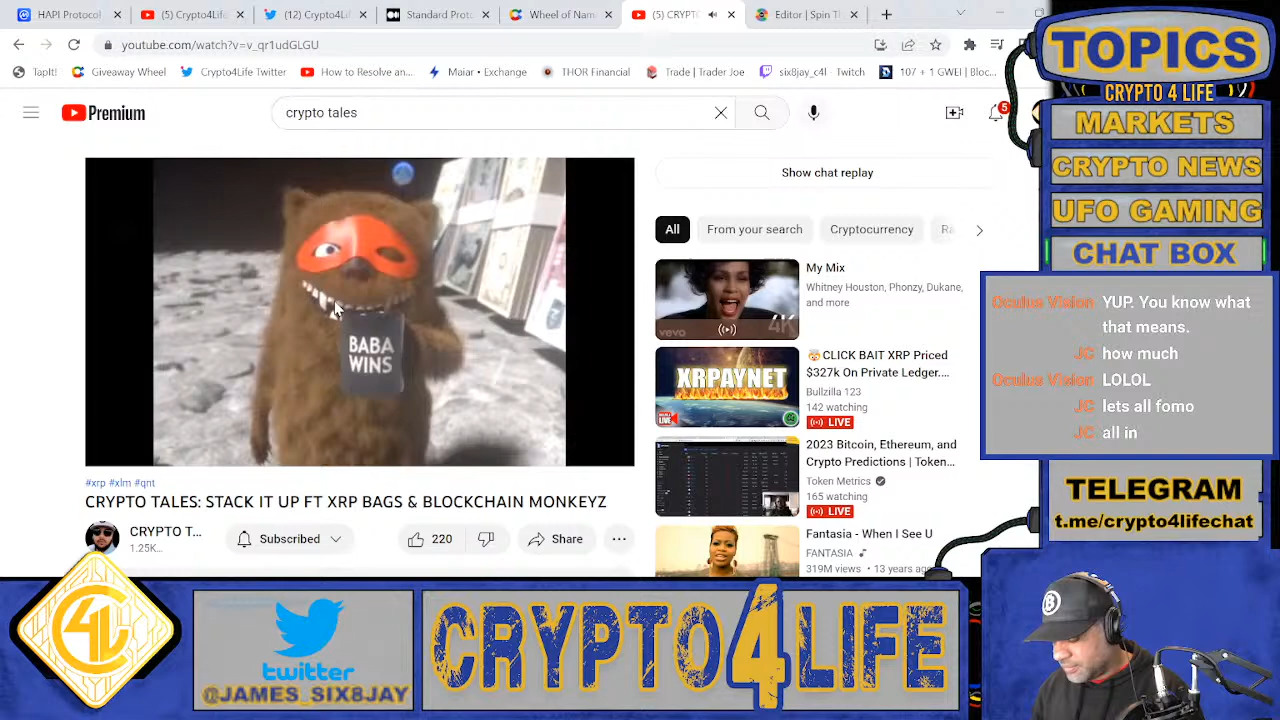 HAPI Protocol
(5) Crypto4Life
(12) Crypto4L
Standard Prot
Wheel of Nam
(5) CRYPT
Editor | Spin T
youtube.com/watch?v=v_qmj
TapIt!
Giveaway Wheel
Crypto4Life Twitter
How to Resolve an...
Maiar • Exchange
THOR Financial
Trade | Trader Joe
six8jay_c4l - Twitch
107 + 1 GWEI | Bloc...
Premium
crypto tales
5
BABA
WINS
#xrp #xlm #qnt
CRYPTO TALES: STACK IT UP FT XRP BAGS & BLOCKCHAIN MONKEYZ
CRYPTO T...
1.25K...
Subscribed
220
Share
Show chat replay
All
From your search
Cryptocurrency
My Mix
Whitney Houston, Phonzy, Dukane,
and more
vevo
4K
XRPAYNET
CLICK BAIT XRP Priced
$327k On Private Ledger....
Bullzilla 123
142 watching
LIVE
2023 Bitcoin, Ethereum, and
Crypto Predictions | Token...
Token Metrics
165 watching
LIVE
Fantasia - When I See U
FANTASIA
319M views • 13 years ago
TOPICS
CRYPTO 4 LIFE
MARKETS
CRYPTO NEWS
UFO GAMING
CHAT BOX
Oculus Vision YUP. You know what
that means.
JC how much
Oculus Vision LOLOL
JC lets all fomo
JC all in
TELEGRAM
t.me/crypto4lifechat
C4L
twitter
@JAMES_SIX8JAY
CRYPTO4LIFE